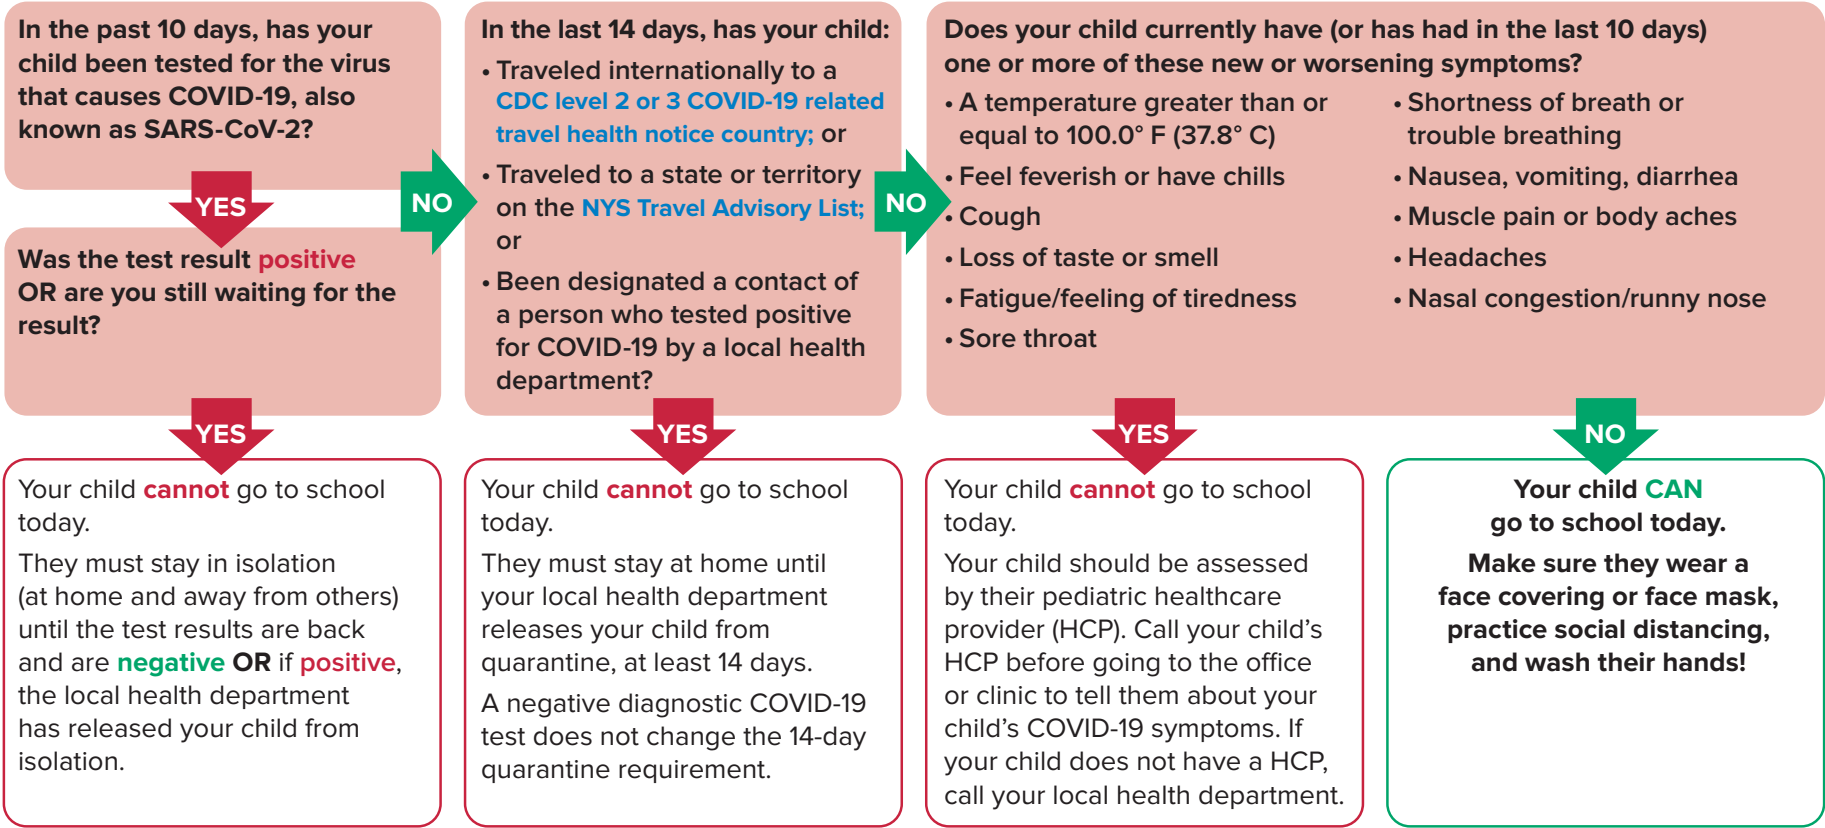 In the past 10 days, has your
child been tested for the virus
that causes COVID-19, also
known as SARS-CoV-2?
YES
NO
Was the test result positive
OR are you still waiting for the
result?
YES
Your child cannot go to school
today.
They must stay in isolation
(at home and away from others)
until the test results are back
and are negative OR if positive,
the local health department
has released your child from
isolation.
In the last 14 days, has your child:
• Traveled internationally to a
CDC level 2 or 3 COVID-19 related
travel health notice country; or
• Traveled to a state or territory
on the NYS Travel Advisory List;
or
• Been designated a contact of
a person who tested positive
for COVID-19 by a local health
department?
NO
YES
Your child cannot go to school
today.
They must stay at home until
your local health department
releases your child from
quarantine, at least 14 days.
A negative diagnostic COVID-19
test does not change the 14-day
quarantine requirement.
Does your child currently have (or has had in the last 10 days)
one or more of these new or worsening symptoms?
• A temperature greater than or
equal to 100.0° F (37.8° C)
• Feel feverish or have chills
• Cough
• Loss of taste or smell
• Fatigue/feeling of tiredness
• Sore throat
• Shortness of breath or
trouble breathing
• Nausea, vomiting, diarrhea
• Muscle pain or body aches
• Headaches
• Nasal congestion/runny nose
YES
Your child cannot go to school
today.
Your child should be assessed
by their pediatric healthcare
provider (HCP). Call your child's
HCP before going to the office
or clinic to tell them about your
child's COVID-19 symptoms. If
your child does not have a HCP,
call your local health department.
NO
Your child CAN
go to school today.
Make sure they wear a
face covering or face mask,
practice social distancing,
and wash their hands!